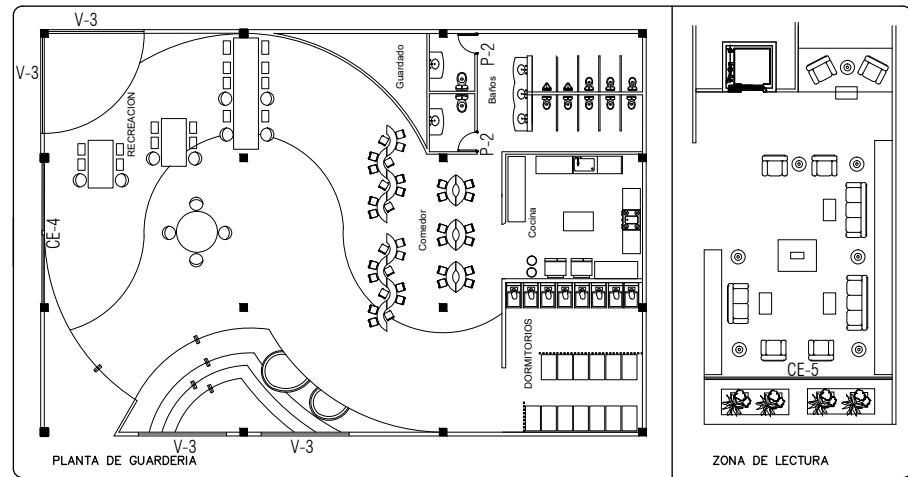 V-3
V-3
RECREACION
CE-4
Guardado
P-2
P-2
Baños
Comedor
Cocina
DORMITORIOS
V-3
V-3
PLANTA DE GUARDERIA
CE-5
ZONA DE LECTURA